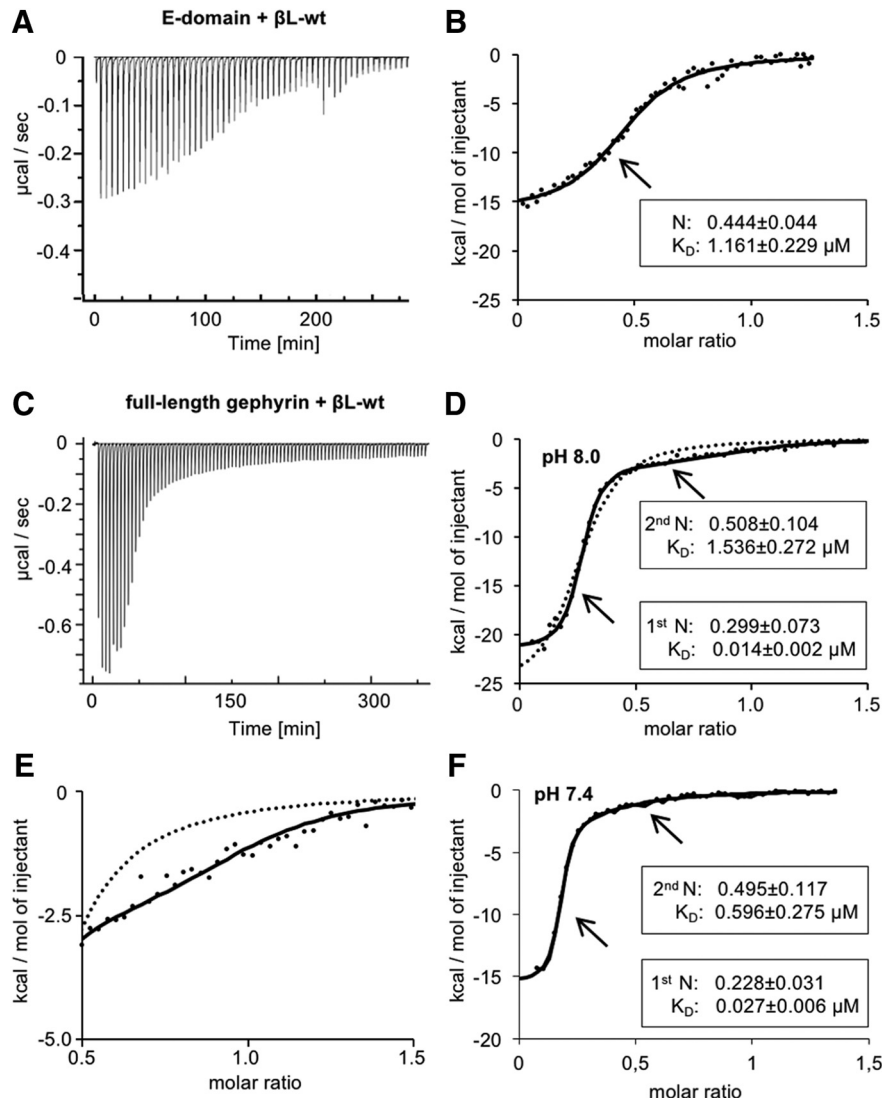 A
E-domain + βL-wt
0
-0.1
-0.2
-0.3
-0.4
µcal / sec
0
100
200
Time [min]
B
0
-5
-10
-15
-20
-25
kcal / mol of injectant
N: 0.444±0.044
KD: 1.161±0.229 µM
0
0.5
1.0
1.5
molar ratio
C
full-length gephyrin + βL-wt
0
-0.2
-0.4
-0.6
µcal / sec
0
150
300
Time [min]
D
pH 8.0
0
-5
-10
-15
-20
-25
kcal / mol of injectant
2nd N: 0.508±0.104
KD: 1.536±0.272 µM
1st N: 0.299±0.073
KD: 0.014±0.002 µM
0
0.5
1.0
1.5
molar ratio
E
0
-2.5
-5.0
kcal / mol of injectant
0.5
1.0
1.5
molar ratio
F
pH 7.4
0
-5
-10
-15
-20
kcal / mol of injectant
2nd N: 0.495±0.117
KD: 0.596±0.275 µM
1st N: 0.228±0.031
KD: 0.027±0.006 µM
0
0,5
1
1,5
molar ratio